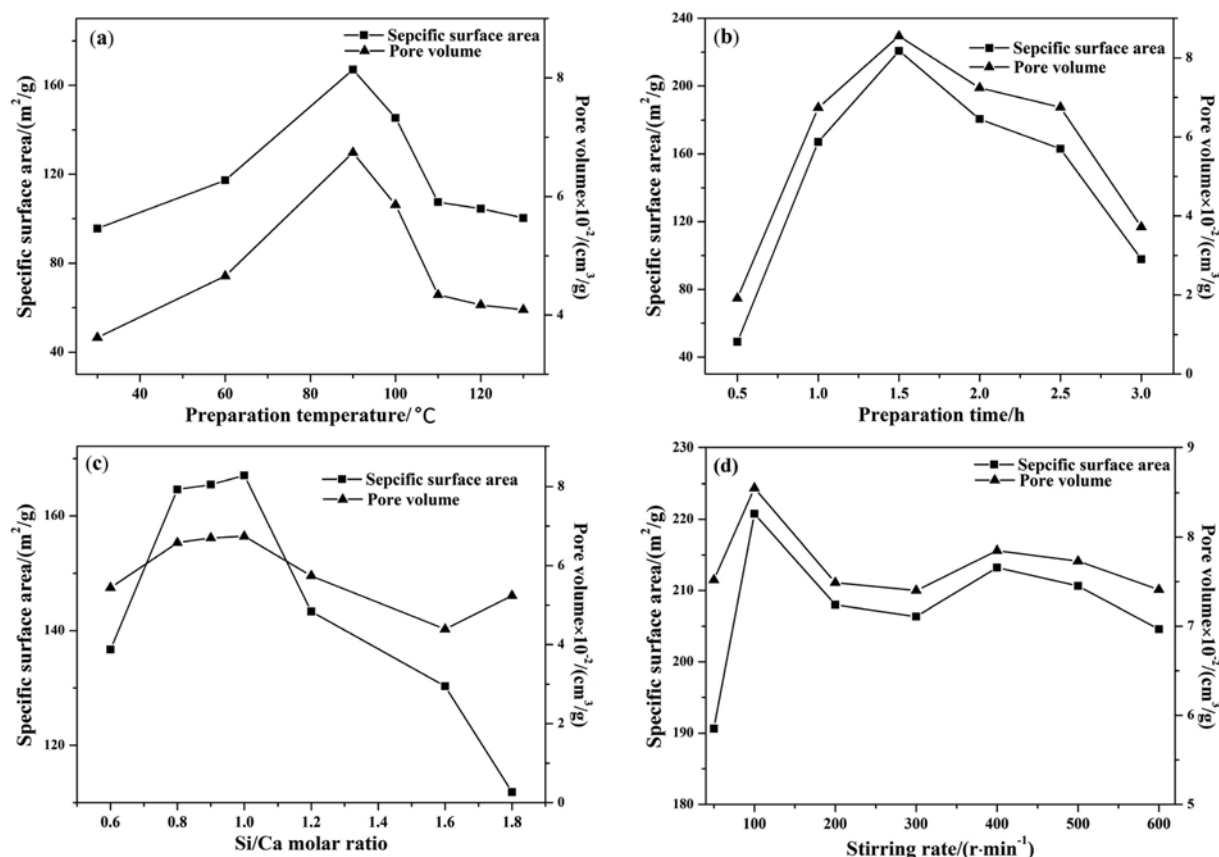 (a)
Sepcific surface area
Pore volume
Specific surface area/(m²/g)
160
120
80
40
8
6
4
Pore volume×10⁻²/(cm³/g)
40 60 80 100 120
Preparation temperature/°C
(b)
Sepcific surface area
Pore volume
Specific surface area/(m²/g)
240
200
160
120
80
40
8
6
4
2
0
Pore volume×10⁻²/(cm³/g)
0.5 1.0 1.5 2.0 2.5 3.0
Preparation time/h
(c)
Sepcific surface area
Pore volume
Specific surface area/(m²/g)
160
140
120
8
6
4
2
0
Pore volume×10⁻²/(cm³/g)
0.6 0.8 1.0 1.2 1.4 1.6 1.8
Si/Ca molar ratio
(d)
Sepcific surface area
Pore volume
Specific surface area/(m²/g)
230
220
210
200
190
180
9
8
7
6
5
Pore volume×10⁻²/(cm³/g)
100 200 300 400 500 600
Stirring rate/(r·min⁻¹)